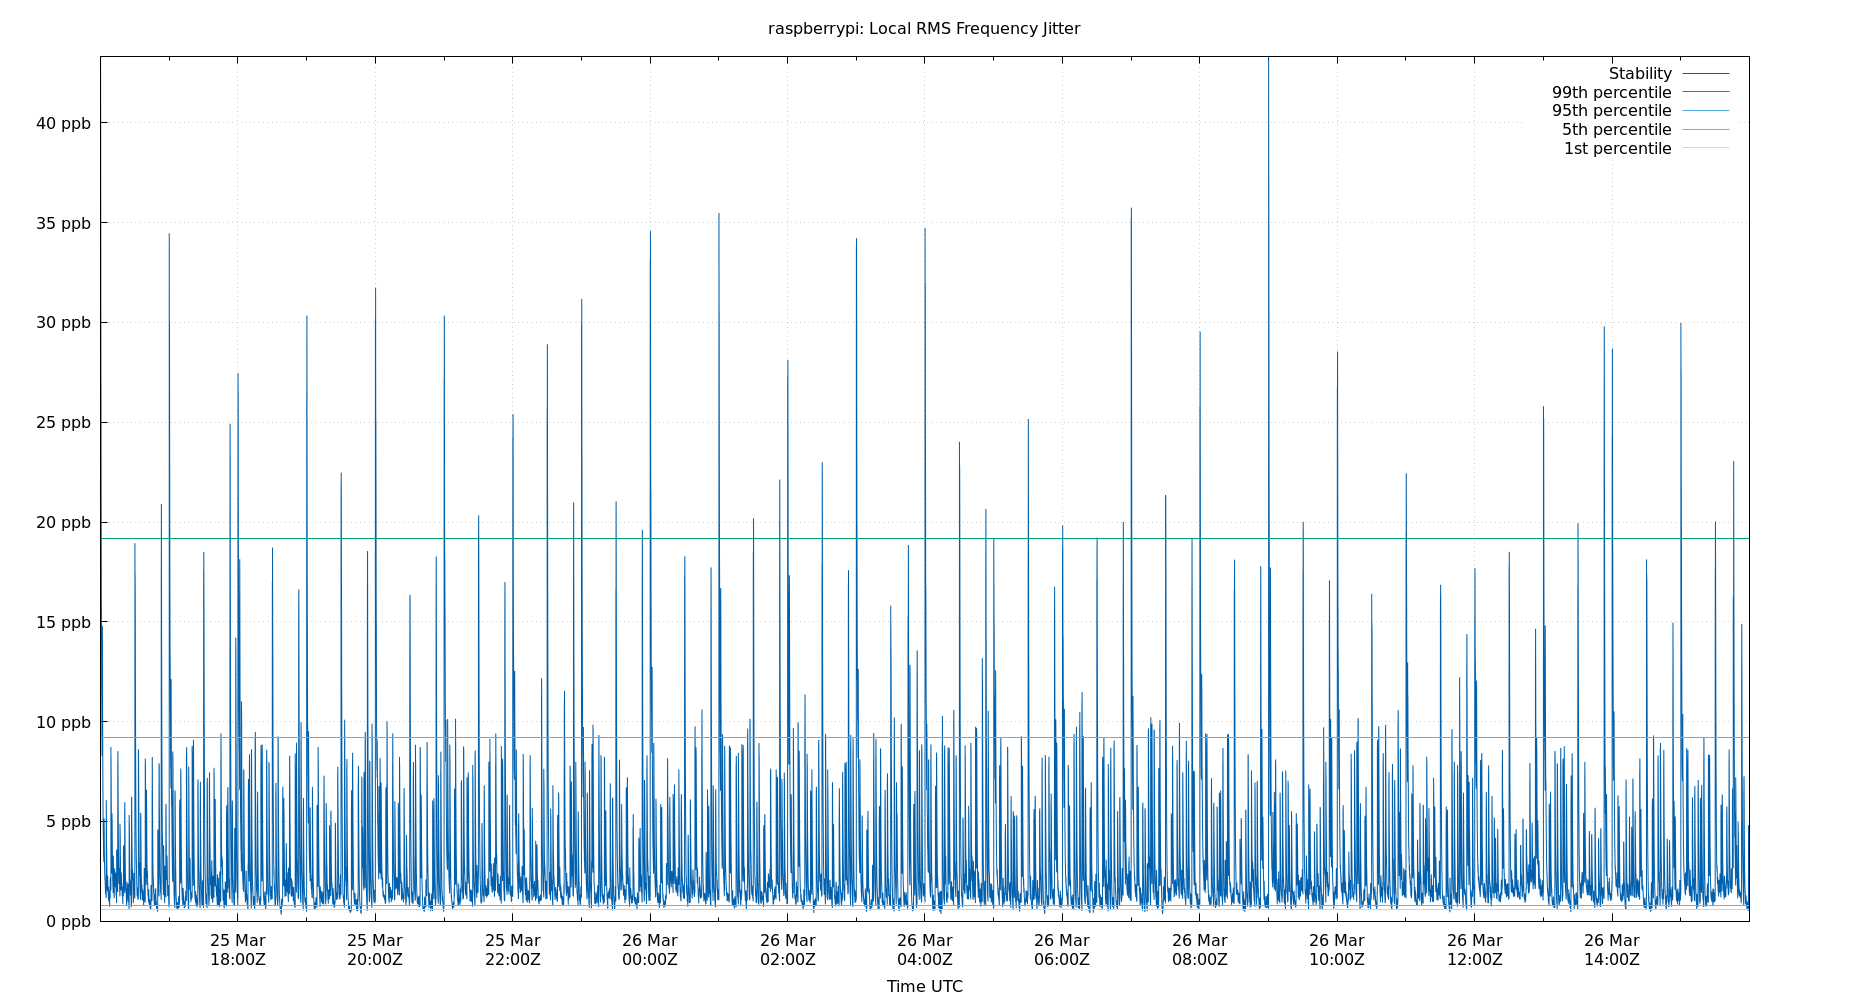 raspberrypi: Local RMS Frequency Jitter
Stability
99th percentile
95th percentile
5th percentile
1st percentile
40 ppb
35 ppb
30 ppb
25 ppb
20 ppb
15 ppb
10 ppb
5 ppb
0 ppb
25 Mar 25 Mar 25 Mar 26 Mar 26 Mar 26 Mar 26 Mar 26 Mar 26 Mar 26 Mar 26 Mar
18:00Z 20:00Z 22:00Z 00:00Z 02:00Z 04:00Z 06:00Z 08:00Z 10:00Z 12:00Z 14:00Z
Time UTC